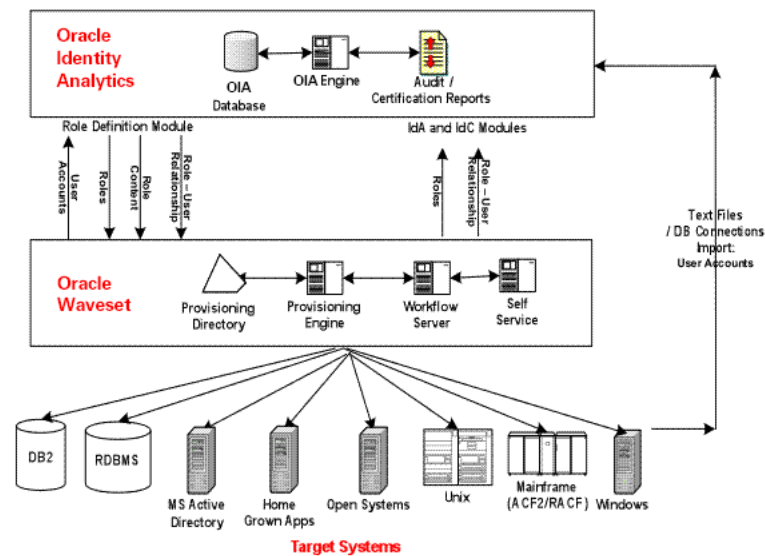 Oracle
Identity
Analytics
OIA
Database
OIA Engine
Audit /
Certification Reports
Role Definition Module
IdA and IdC Modules
User
Accounts
Roles
Role
Content
Role – User
Relationship
Roles
Role – User
Relationship
Text Files
/ DB Connections
Import:
User Accounts
Oracle
Waveset
Provisioning
Directory
Provisioning
Engine
Workflow
Server
Self
Service
DB2
RDBMS
MS Active
Directory
Home
Grown Apps
Open Systems
Unix
Mainframe
(ACF2/RACF)
Windows
Target Systems